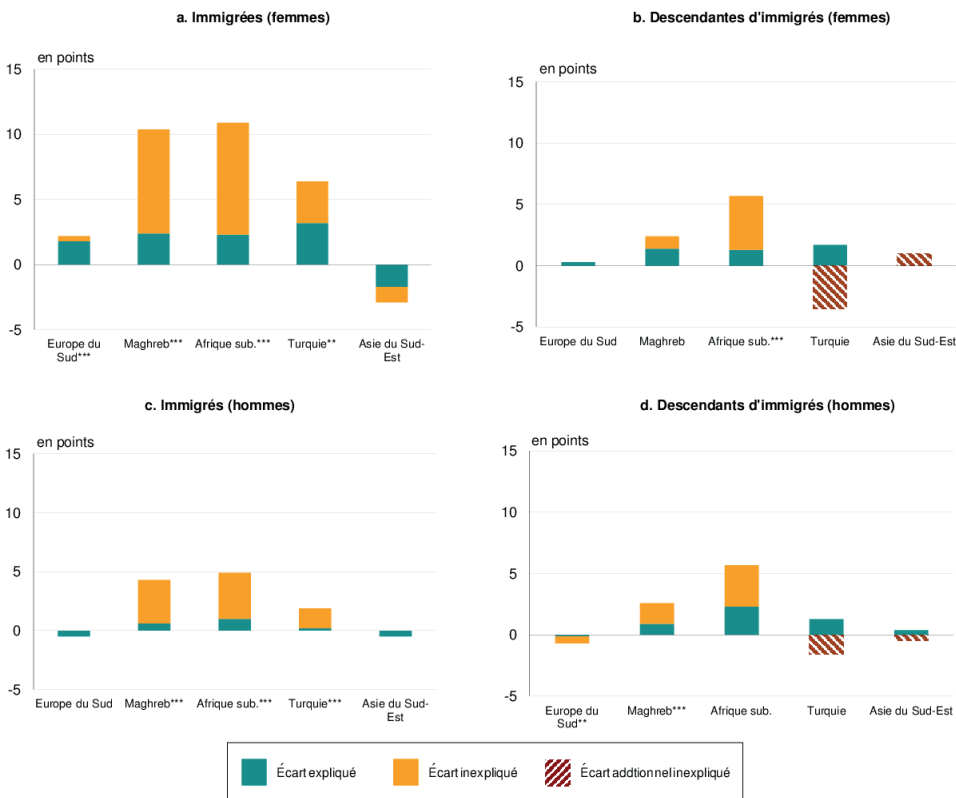 a. Immigrées (femmes)
en points
15
10
5
0
-5
Europe du
Sud***
Maghreb***
Afrique sub.***
Turquie**
Asie du Sud-
Est
b. Descendantes d'immigrés (femmes)
en points
15
10
5
0
-5
Europe du Sud
Maghreb
Afrique sub.***
Turquie
Asie du Sud-Est
c. Immigrés (hommes)
en points
15
10
5
0
-5
Europe du Sud
Maghreb***
Afrique sub.***
Turquie***
Asie du Sud-
Est
d. Descendants d'immigrés (hommes)
en points
15
10
5
0
-5
Europe du
Sud**
Maghreb***
Afrique sub.
Turquie
Asie du Sud-Est
Écart expliqué
Écart inexpliqué
Écart addtionnel inexpliqué